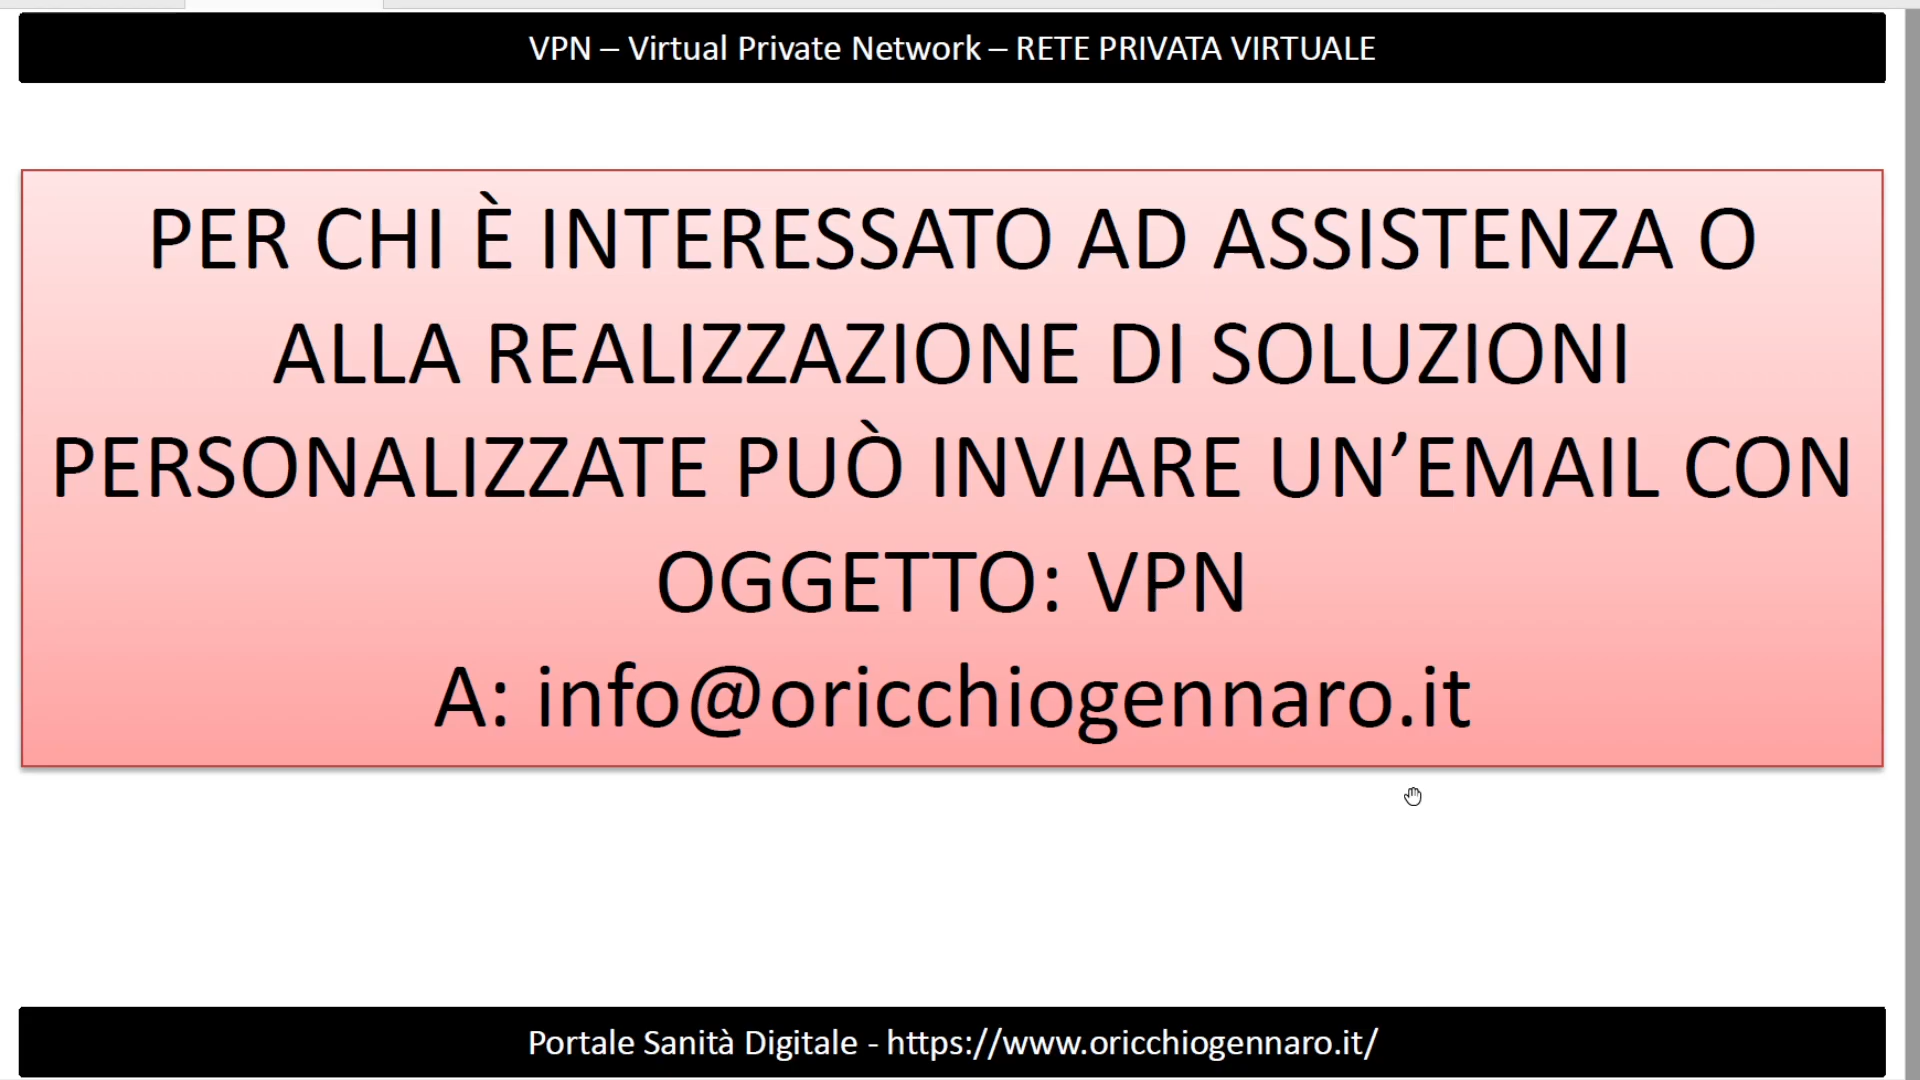 VPN – Virtual Private Network – RETE PRIVATA VIRTUALE
PER CHI È INTERESSATO AD ASSISTENZA O
ALLA REALIZZAZIONE DI SOLUZIONI
PERSONALIZZATE PUÒ INVIARE UN’EMAIL CON
OGGETTO: VPN
A: info@oricchiogennaro.it
Portale Sanità Digitale - https://www.oricchiogennaro.it/